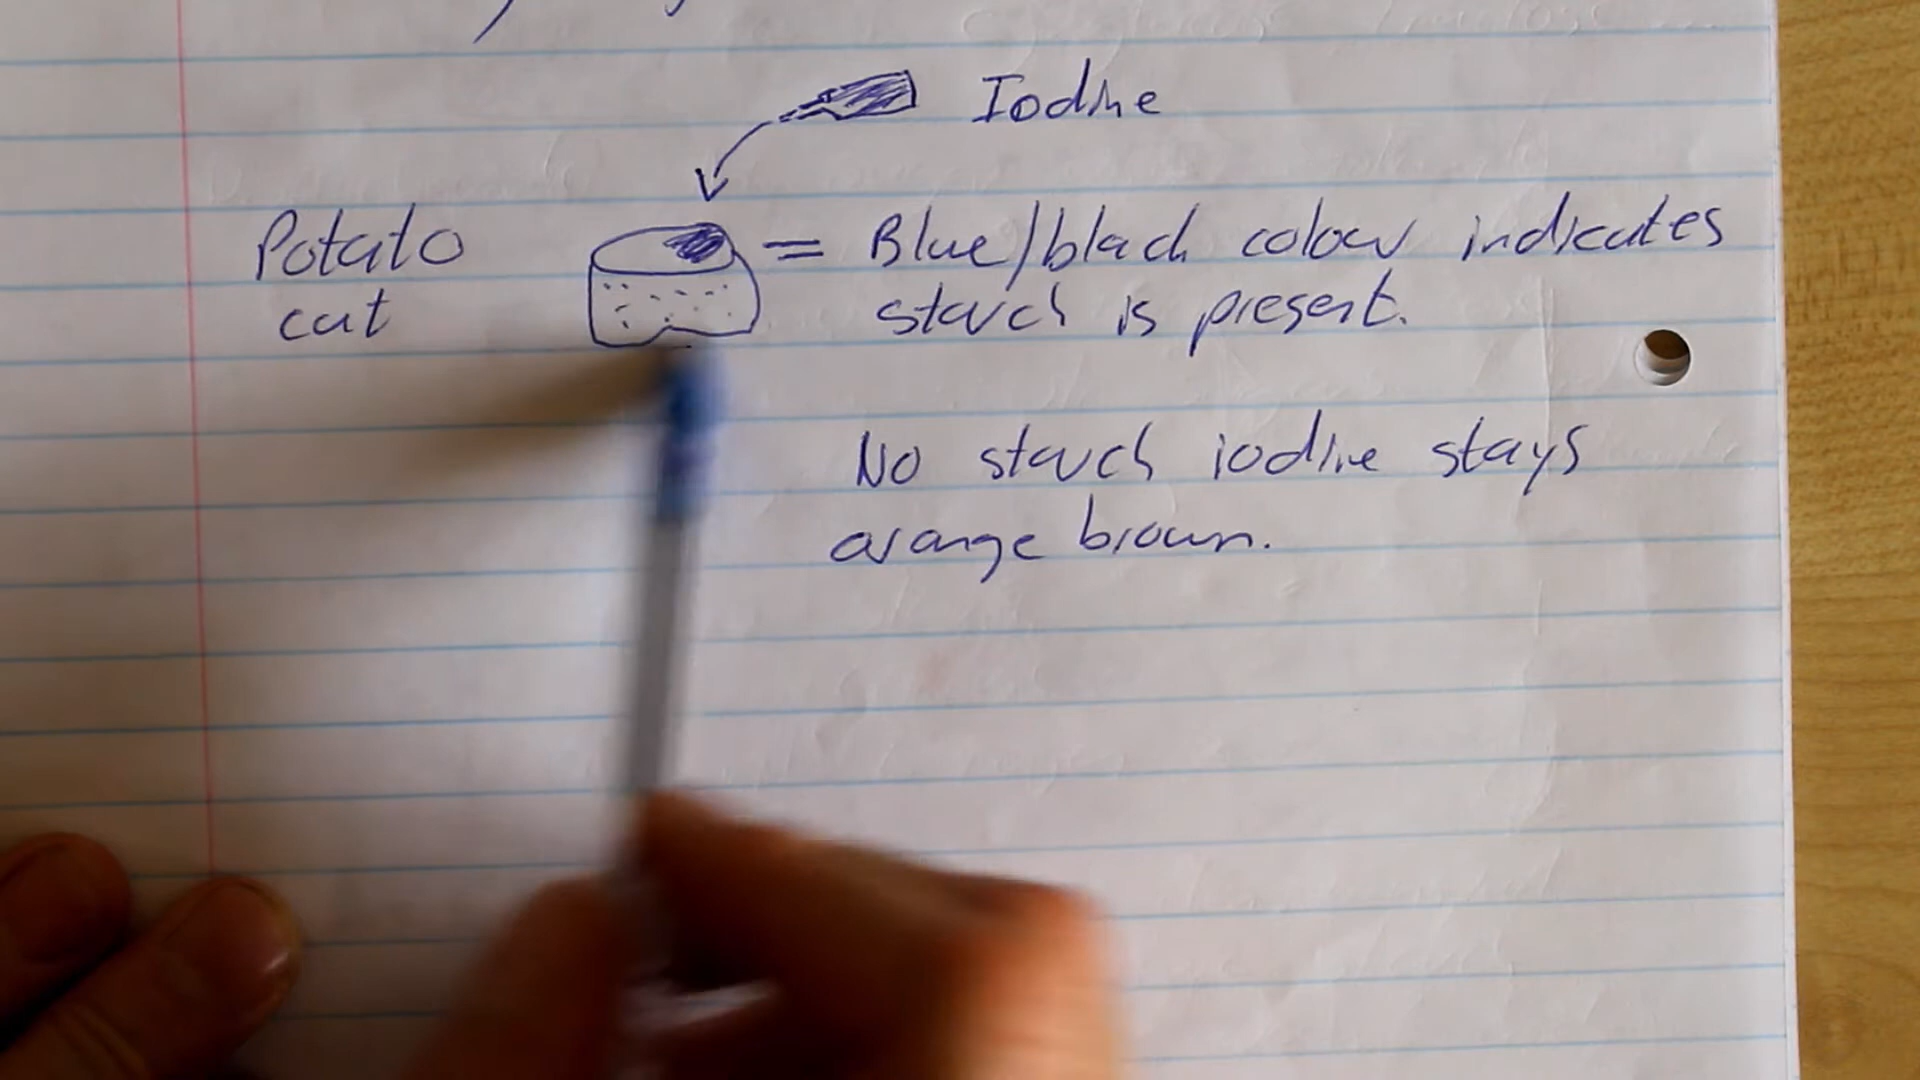 Iodine
Potato
cut
= Blue/black colour indicates
starch is present.
No starch iodine stays
orange brown.